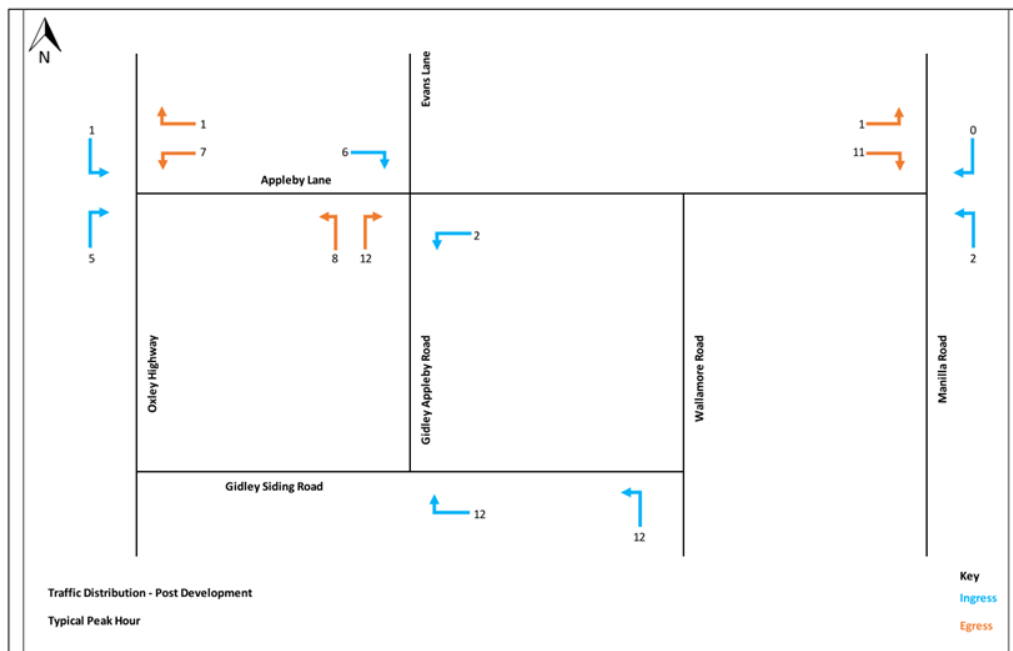 N
Evans Lane
1
1
1
0
7
6
11
Appleby Lane
2
5
8
12
2
Oxley Highway
Gidley Appleby Road
Wallamore Road
Manilla Road
Gidley Siding Road
12
12
Key
Traffic Distribution - Post Development
Ingress
Typical Peak Hour
Egress